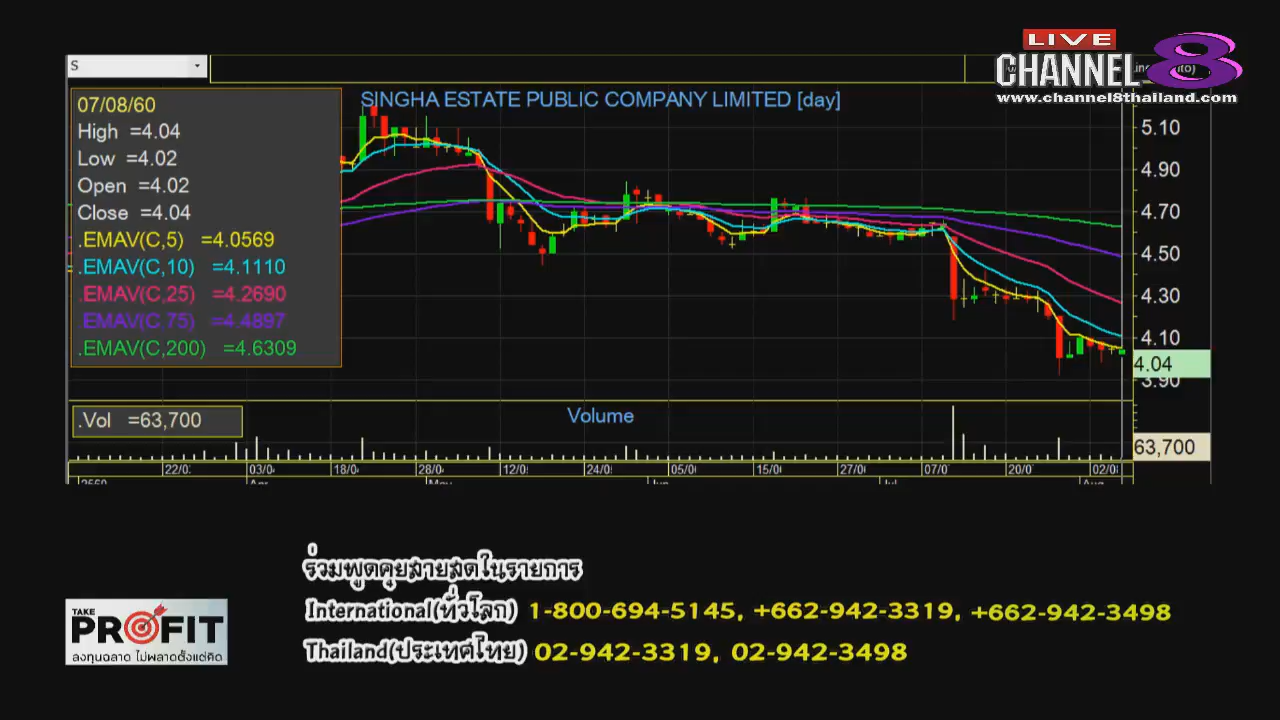 LIVE
CHANNEL 8
www.channel8thailand.com
S
SINGHA ESTATE PUBLIC COMPANY LIMITED [day]
07/08/60
High =4.04
Low =4.02
Open =4.02
Close =4.04
.EMAV(C,5) =4.0569
.EMAV(C,10) =4.1110
.EMAV(C,25) =4.2690
.EMAV(C,75) =4.4897
.EMAV(C,200) =4.6309
5.10
4.90
4.70
4.50
4.30
4.10
4.04
3.90
.Vol =63,700
Volume
63,700
22/0 03/0 18/0 28/0 12/0 24/0 05/0 15/0 27/0 07/0 20/0 02/0
2560 Apr May Jun Jul Aug
ร่วมพูดคุยสายสดในรายการ
International(ทั่วโลก) 1-800-694-5145, +662-942-3319, +662-942-3498
Thailand(ประเทศไทย) 02-942-3319, 02-942-3498
TAKE
PROFIT
ลงทุนฉลาด ไม่พลาดตั้งแต่คิด